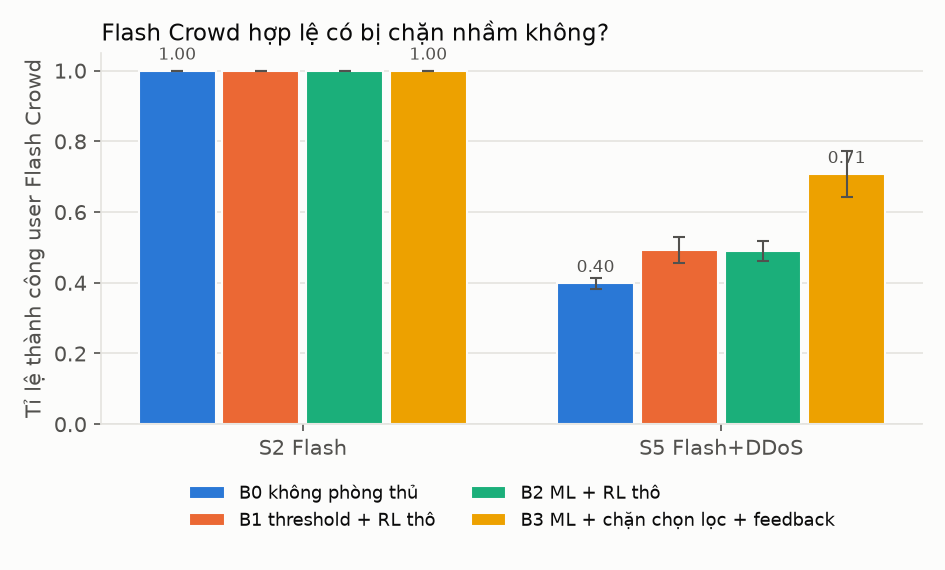 Flash Crowd hợp lệ có bị chặn nhầm không?
1.00
1.00
Tỉ lệ thành công user Flash Crowd
1.0
0.8
0.6
0.4
0.2
0.0
0.40
0.71
S2 Flash
S5 Flash+DDoS
B0 không phòng thủ
B1 threshold + RL thô
B2 ML + RL thô
B3 ML + chặn chọn lọc + feedback